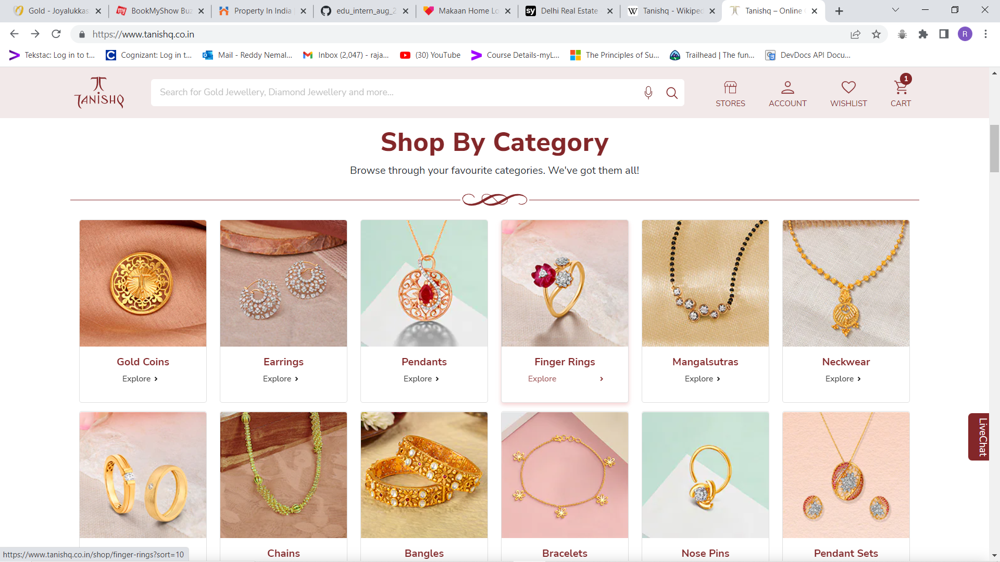 Gold - Joyalukkas
BookMyShow Buz
Property In India
edu_intern_aug_2
Makaan Home Lo
sy
Delhi Real Estate
W
Tanishq - Wikiped
Tanishq – Online
https://www.tanishq.co.in
R
Tekstac: Log in to t...
C
Cognizant: Log in t...
Mail - Reddy Nemal...
Inbox (2,047) - raja...
(30) YouTube
Course Details-myL...
The Principles of Su...
Trailhead | The fun...
DevDocs API Docu...
TANISHQ
Search for Gold Jewellery, Diamond Jewellery and more...
STORES
ACCOUNT
WISHLIST
1
CART
Shop By Category
Browse through your favourite categories. We've got them all!
Gold Coins
Explore
Earrings
Explore
Pendants
Explore
Finger Rings
Explore
Mangalsutras
Explore
Neckwear
Explore
LiveChat
Chains
Bangles
Bracelets
Nose Pins
Pendant Sets
https://www.tanishq.co.in/shop/finger-rings?sort=10